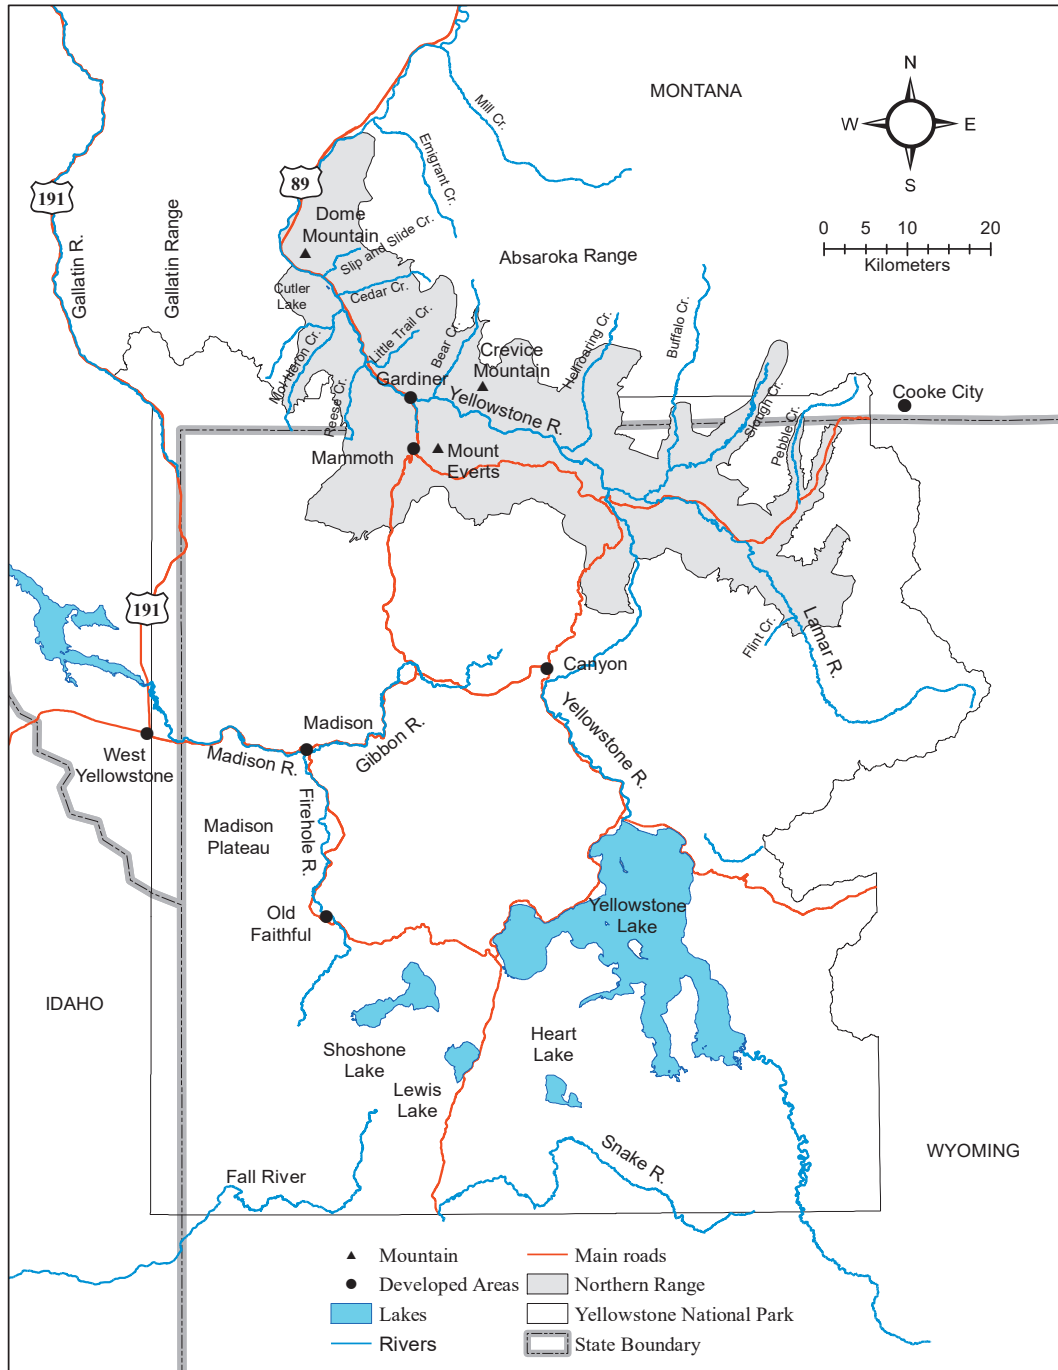 MONTANA
N
W
E
S
0 5 10 20
Kilometers
Mill Cr.
Emigrant Cr.
191
89
Gallatin R.
Gallatin Range
Dome
Mountain
Slip and Slide Cr.
Absaroka Range
Cutler
Lake
Cedar Cr.
Little Trail Cr.
Bear Cr.
Crevice
Mountain
Hellroaring Cr.
Buffalo Cr.
Mol Heron Cr.
Reese Cr.
Gardiner
Yellowstone R.
Slough Cr.
Pebble Cr.
Cooke City
Mammoth
Mount
Everts
191
Flint Cr.
Lamar R.
Canyon
Yellowstone R.
West
Yellowstone
Madison R.
Madison
Gibbon R.
Firehole R.
Madison
Plateau
Old
Faithful
Yellowstone
Lake
IDAHO
Shoshone
Lake
Lewis
Lake
Heart
Lake
Snake R.
Fall River
WYOMING
Mountain
Developed Areas
Lakes
Rivers
Main roads
Northern Range
Yellowstone National Park
State Boundary